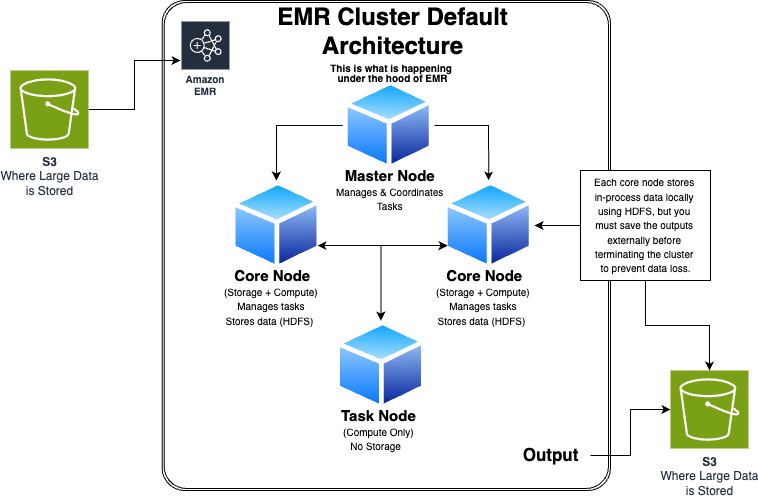 EMR Cluster Default
Architecture
This is what is happening
under the hood of EMR
Amazon
EMR
S3
Where Large Data
is Stored
Master Node
Manages & Coordinates
Tasks
Each core node stores
in-process data locally
using HDFS, but you
must save the outputs
externally before
terminating the cluster
to prevent data loss.
Core Node
(Storage + Compute)
Manages tasks
Stores data (HDFS)
Core Node
(Storage + Compute)
Manages tasks
Stores data (HDFS)
Task Node
(Compute Only)
No Storage
Output
S3
Where Large Data
is Stored